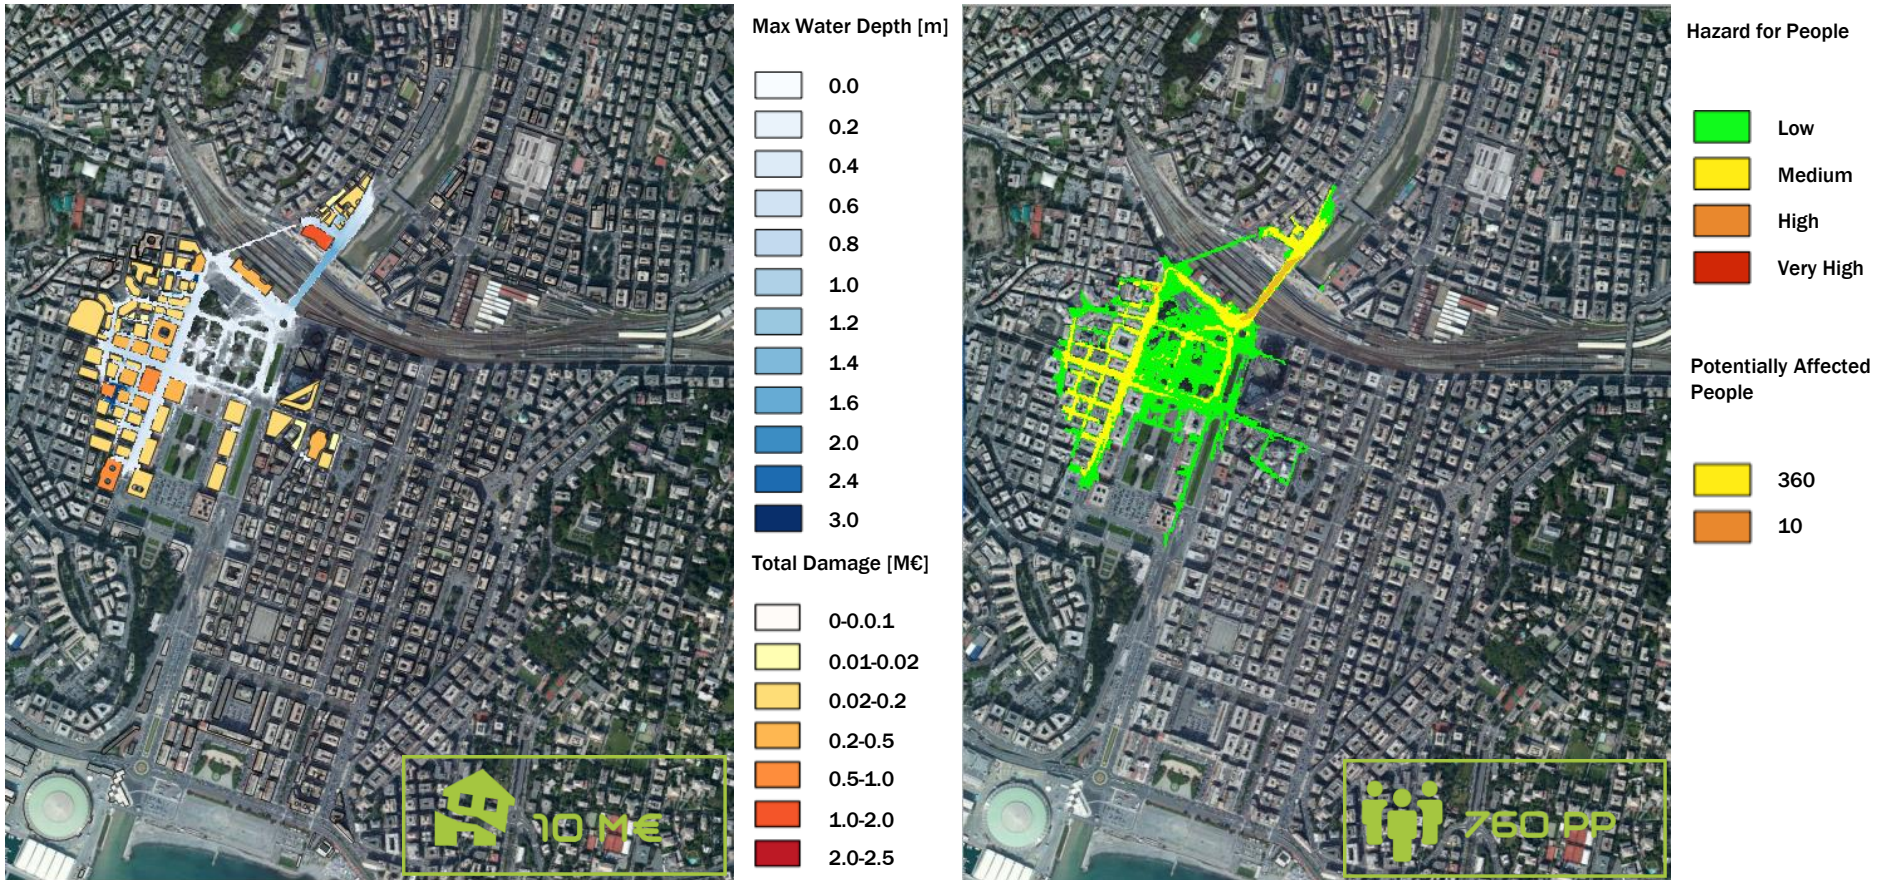 Max Water Depth [m]
0.0
0.2
0.4
0.6
0.8
1.0
1.2
1.4
1.6
2.0
2.4
3.0
Total Damage [M€]
0-0.0.1
0.01-0.02
0.02-0.2
0.2-0.5
0.5-1.0
1.0-2.0
2.0-2.5
10 M€
Hazard for People
Low
Medium
High
Very High
Potentially Affected
People
360
10
760 PP